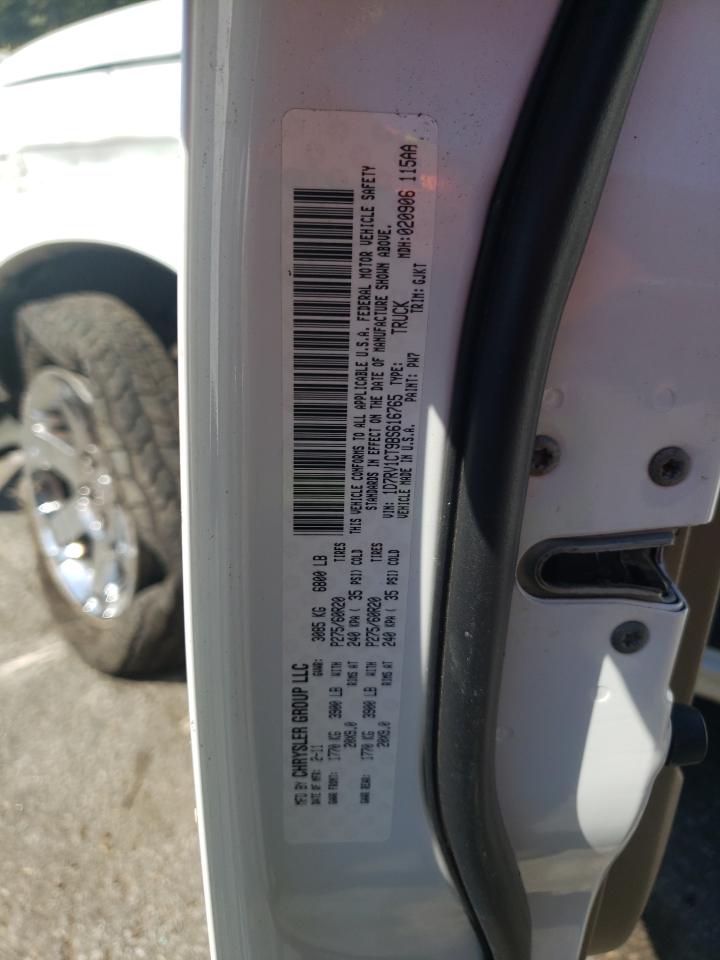 MFD BY CHRYSLER GROUP LLC
DATE OF MFR: 2-11 GVWR: 3085 KG 6800 LB
GAWR FRONT: 1770 KG 3900 LB WITH P275/60R20 TIRES
20X9.0 RIMS AT 240 KPA ( 35 PSI) COLD
GAWR REAR: 1770 KG 3900 LB WITH P275/60R20 TIRES
20X9.0 RIMS AT 240 KPA ( 35 PSI) COLD
THIS VEHICLE CONFORMS TO ALL APPLICABLE U.S.A. FEDERAL MOTOR VEHICLE SAFETY
STANDARDS IN EFFECT ON THE DATE OF MANUFACTURE SHOWN ABOVE.
VIN: 1D7RV1CT9BS616765 TYPE: TRUCK MDH:020906 115AA
VEHICLE MADE IN U.S.A. PAINT: PW7 TRIM: GJKT